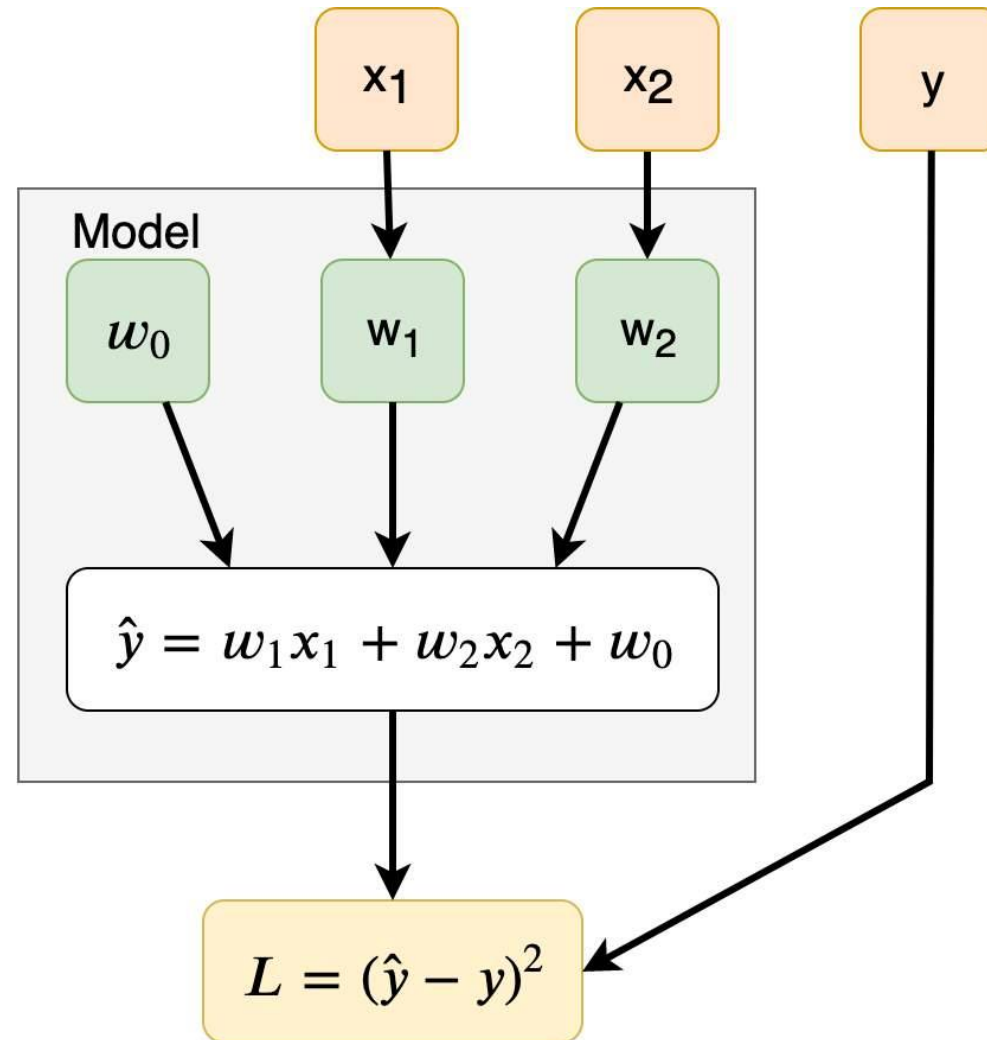 x₁
x₂
y
Model
w₀
w₁
w₂
ŷ = w₁x₁ + w₂x₂ + w₀
L = (ŷ − y)²